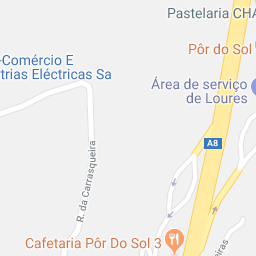 Pastelaria CHA
Pôr do Sol
-Comércio E
trias Eléctricas Sa
Área de serviço
de Loures
A8
R. da Carrasqueira
Cafetaria Pôr Do Sol 3
eiras